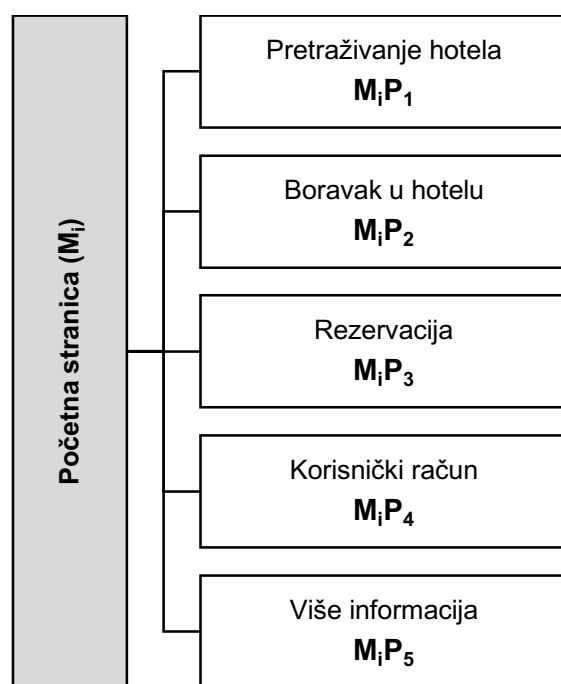 Početna stranica (Mᵢ)
Pretraživanje hotela
MᵢP₁
Boravak u hotelu
MᵢP₂
Rezervacija
MᵢP₃
Korisnički račun
MᵢP₄
Više informacija
MᵢP₅